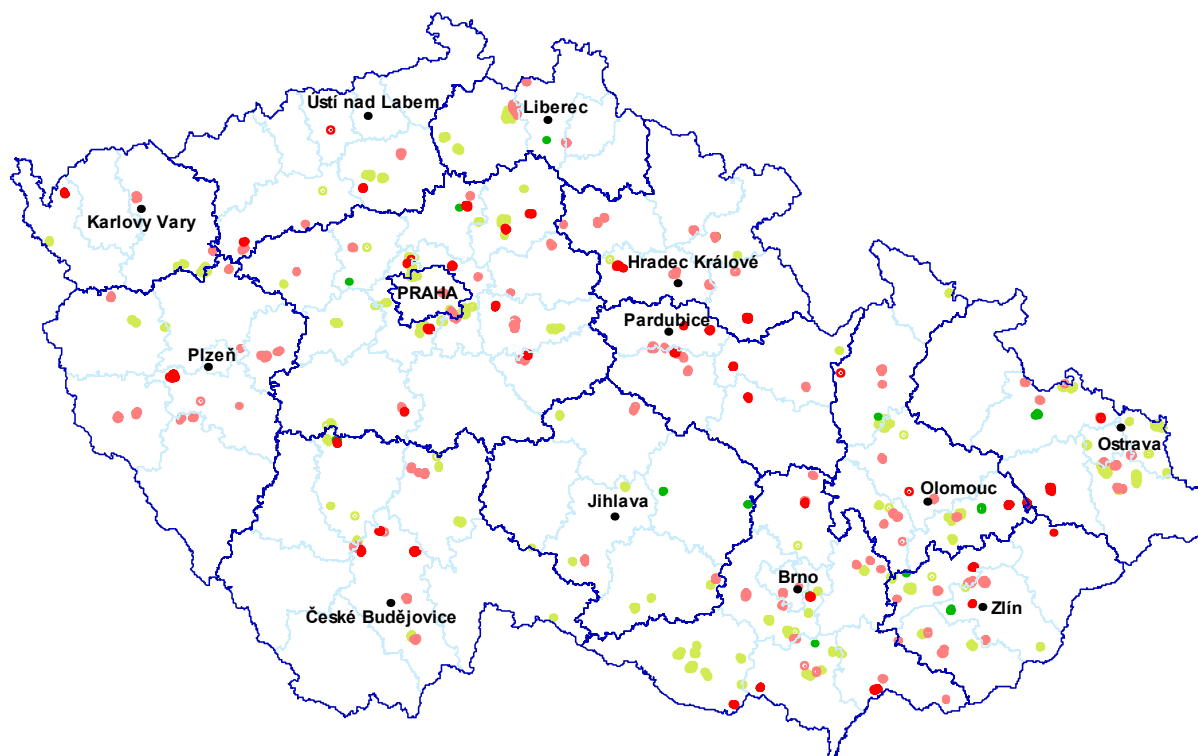 Ústí nad Labem
Liberec
Karlovy Vary
Hradec Králové
PRAHA
Pardubice
Plzeň
Ostrava
Olomouc
Jihlava
Brno
Zlín
České Budějovice